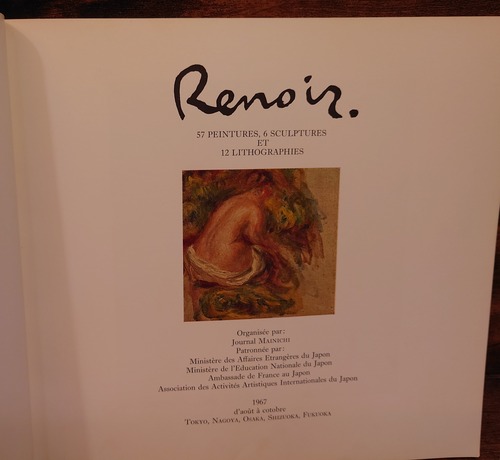 Renoir.
57 PEINTURES, 6 SCULPTURES
ET
12 LITHOGRAPHIES
Organisée par:
Journal MAINICHI
Patronnée par:
Ministère des Affaires Etrangères du Japon
Ministère de l'Education Nationale du Japon
Ambassade de France au Japon
Association des Activités Artistiques Internationales du Japon
1967
d'août à cotobre
TOKYO, NAGOYA, OSAKA, SHIZUOKA, FUKUOKA